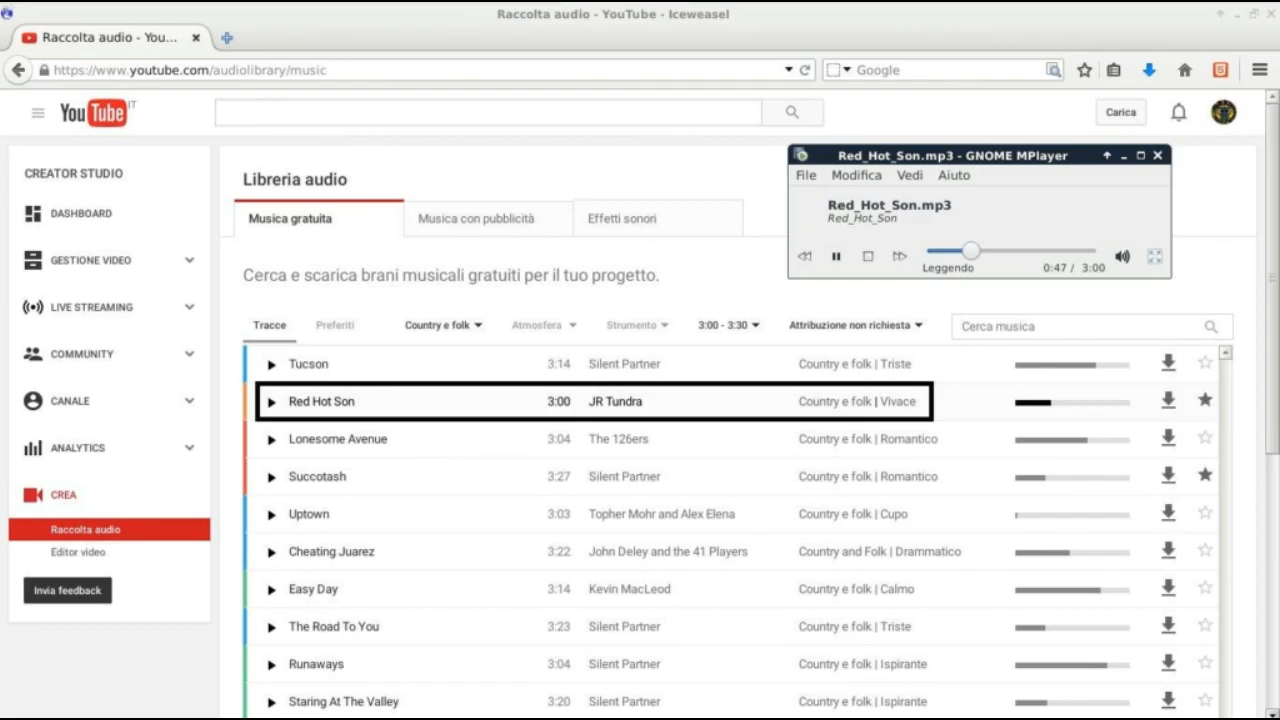 Raccolta audio - YouTube - Iceweasel
Raccolta audio - You...
https://www.youtube.com/audiolibrary/music
Google
YouTube IT
Carica
CREATOR STUDIO
DASHBOARD
GESTIONE VIDEO
LIVE STREAMING
COMMUNITY
CANALE
ANALYTICS
CREA
Raccolta audio
Editor video
Invia feedback
Libreria audio
Musica gratuita Musica con pubblicità Effetti sonori
Red_Hot_Son.mp3 - GNOME MPlayer
File Modifica Vedi Aiuto
Red_Hot_Son.mp3
Red_Hot_Son
Leggendo 0:47 / 3:00
Cerca e scarica brani musicali gratuiti per il tuo progetto.
Tracce Preferiti Country e folk Atmosfera Strumento 3:00 - 3:30 Attribuzione non richiesta Cerca musica
Tucson 3:14 Silent Partner Country e folk | Triste
Red Hot Son 3:00 JR Tundra Country e folk | Vivace
Lonesome Avenue 3:04 The 126ers Country e folk | Romantico
Succotash 3:27 Silent Partner Country e folk | Romantico
Uptown 3:03 Topher Mohr and Alex Elena Country e folk | Cupo
Cheating Juarez 3:22 John Deley and the 41 Players Country and Folk | Drammatico
Easy Day 3:14 Kevin MacLeod Country e folk | Calmo
The Road To You 3:23 Silent Partner Country e folk | Triste
Runaways 3:04 Silent Partner Country e folk | Ispirante
Staring At The Valley 3:20 Silent Partner Country e folk | Ispirante